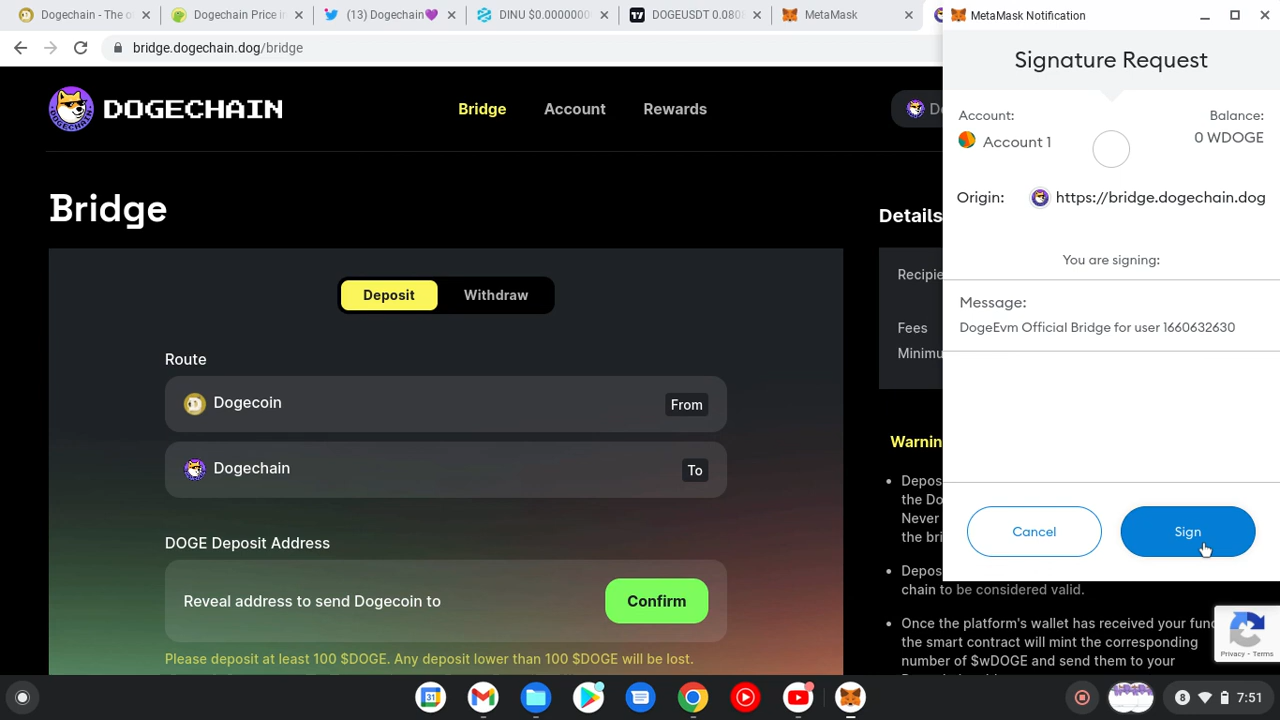 Dogechain - The o
Dogechain Price in
(13) Dogechain💜
DINU $0.0000000
DOGEUSDT 0.080
MetaMask
bridge.dogechain.dog/bridge
DOGECHAIN
Bridge
Account
Rewards
Bridge
Deposit
Withdraw
Route
Dogecoin
From
Dogechain
To
DOGE Deposit Address
Reveal address to send Dogecoin to
Confirm
Please deposit at least 100 $DOGE. Any deposit lower than 100 $DOGE will be lost.
Details
Recipie
Fees
Minimu
Warnin
Depos
the Do
Never
the bri
Depos
chain to be considered valid.
Once the platform's wallet has received your fund
the smart contract will mint the corresponding
number of $wDOGE and send them to your
MetaMask Notification
Signature Request
Account:
Balance:
Account 1
0 WDOGE
Origin:
https://bridge.dogechain.dog
You are signing:
Message:
DogeEvm Official Bridge for user 1660632630
Cancel
Sign
Privacy - Terms
31
8
7:51